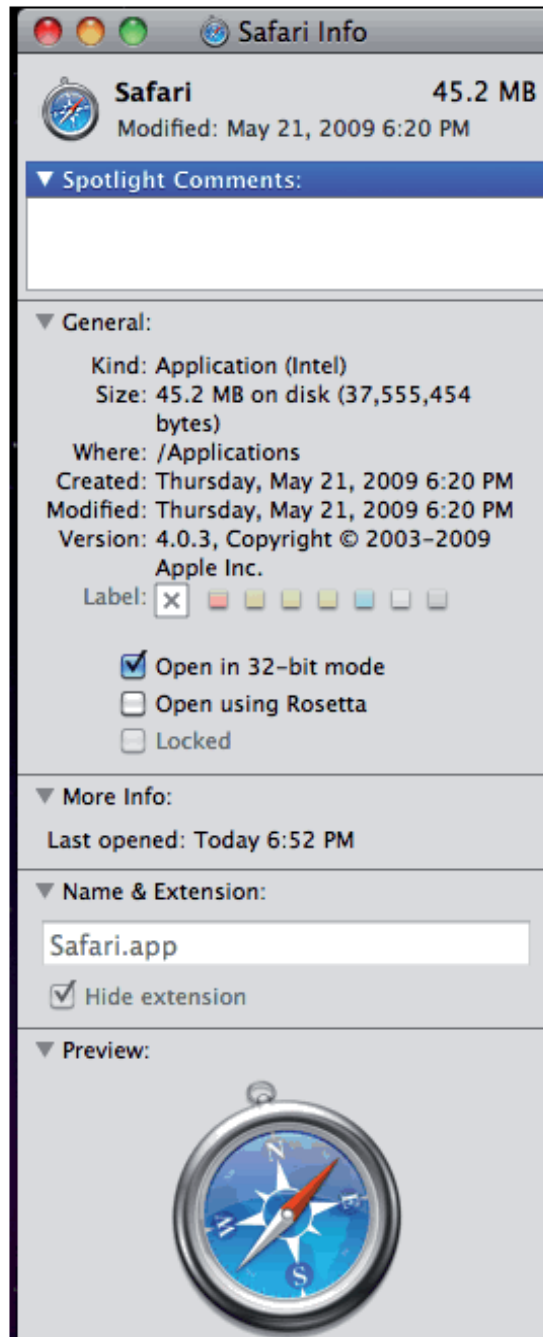 Safari Info
Safari 45.2 MB
Modified: May 21, 2009 6:20 PM
Spotlight Comments:
General:
Kind: Application (Intel)
Size: 45.2 MB on disk (37,555,454
bytes)
Where: /Applications
Created: Thursday, May 21, 2009 6:20 PM
Modified: Thursday, May 21, 2009 6:20 PM
Version: 4.0.3, Copyright © 2003–2009
Apple Inc.
Label:
Open in 32-bit mode
Open using Rosetta
Locked
More Info:
Last opened: Today 6:52 PM
Name & Extension:
Safari.app
Hide extension
Preview:
N
E
W
S